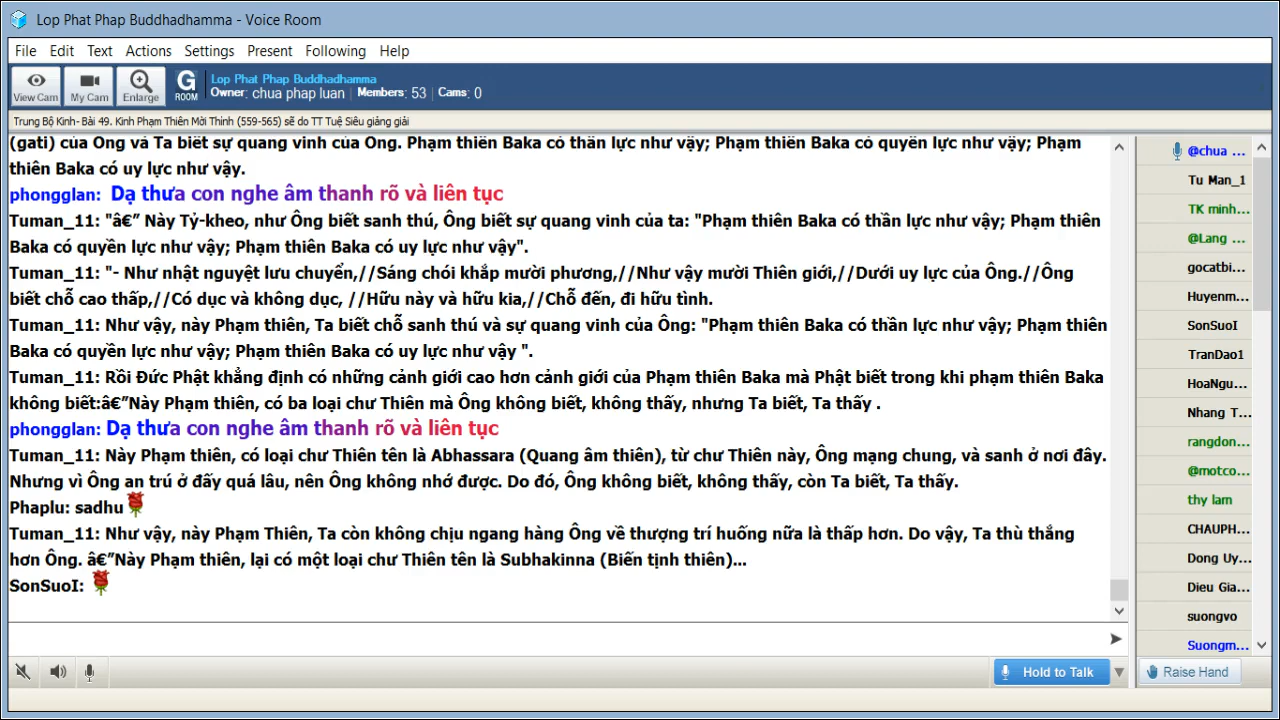 Lop Phat Phap Buddhadhamma - Voice Room
File Edit Text Actions Settings Present Following Help
View Cam My Cam Enlarge G ROOM
Lop Phat Phap Buddhadhamma
Owner: chua phap luan | Members: 53 | Cams: 0
Trung Bộ Kinh- Bài 49. Kinh Phạm Thiên Mời Thỉnh (559-565) sẽ do TT Tuệ Siêu giảng giải
(gati) của Ông và Ta biết sự quang vinh của Ông. Phạm thiên Baka có thần lực như vậy; Phạm thiên Baka có quyền lực như vậy; Phạm
thiên Baka có uy lực như vậy.
phongglan: Dạ thưa con nghe âm thanh rõ và liên tục
Tuman_11: "â€" Này Tỷ-kheo, như Ông biết sanh thú, Ông biết sự quang vinh của ta: "Phạm thiên Baka có thần lực như vậy; Phạm thiên
Baka có quyền lực như vậy; Phạm thiên Baka có uy lực như vậy".
Tuman_11: "- Như nhật nguyệt lưu chuyển,//Sáng chói khắp mười phương,//Như vậy mười Thiên giới,//Dưới uy lực của Ông.//Ông
biết chỗ cao thấp,//Có dục và không dục, //Hữu này và hữu kia,//Chỗ đến, đi hữu tình.
Tuman_11: Như vậy, này Phạm thiên, Ta biết chỗ sanh thú và sự quang vinh của Ông: "Phạm thiên Baka có thần lực như vậy; Phạm thiên
Baka có quyền lực như vậy; Phạm thiên Baka có uy lực như vậy ".
Tuman_11: Rồi Đức Phật khẳng định có những cảnh giới cao hơn cảnh giới của Phạm thiên Baka mà Phật biết trong khi phạm thiên Baka
không biết:â€"Này Phạm thiên, có ba loại chư Thiên mà Ông không biết, không thấy, nhưng Ta biết, Ta thấy .
phongglan: Dạ thưa con nghe âm thanh rõ và liên tục
Tuman_11: Này Phạm thiên, có loại chư Thiên tên là Abhassara (Quang âm thiên), từ chư Thiên này, Ông mạng chung, và sanh ở nơi đây.
Nhưng vì Ông an trú ở đấy quá lâu, nên Ông không nhớ được. Do đó, Ông không biết, không thấy, còn Ta biết, Ta thấy.
Phaplu: sadhu
Tuman_11: Như vậy, này Phạm Thiên, Ta còn không chịu ngang hàng Ông về thượng trí huống nữa là thấp hơn. Do vậy, Ta thù thắng
hơn Ông. â€"Này Phạm thiên, lại có một loại chư Thiên tên là Subhakinna (Biến tịnh thiên)...
SonSuoI:
@chua ...
Tu Man_1
TK minh...
@Lang ...
gocatbi...
Huyenm...
SonSuoI
TranDao1
HoaNgu...
Nhang T...
rangdon...
@motco...
thy lam
CHAUPH...
Dong Uy...
Dieu Gia...
suongvo
Suongm...
Hold to Talk
Raise Hand